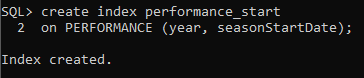 SQL> create index performance_start
  2  on PERFORMANCE (year, seasonStartDate);
Index created.